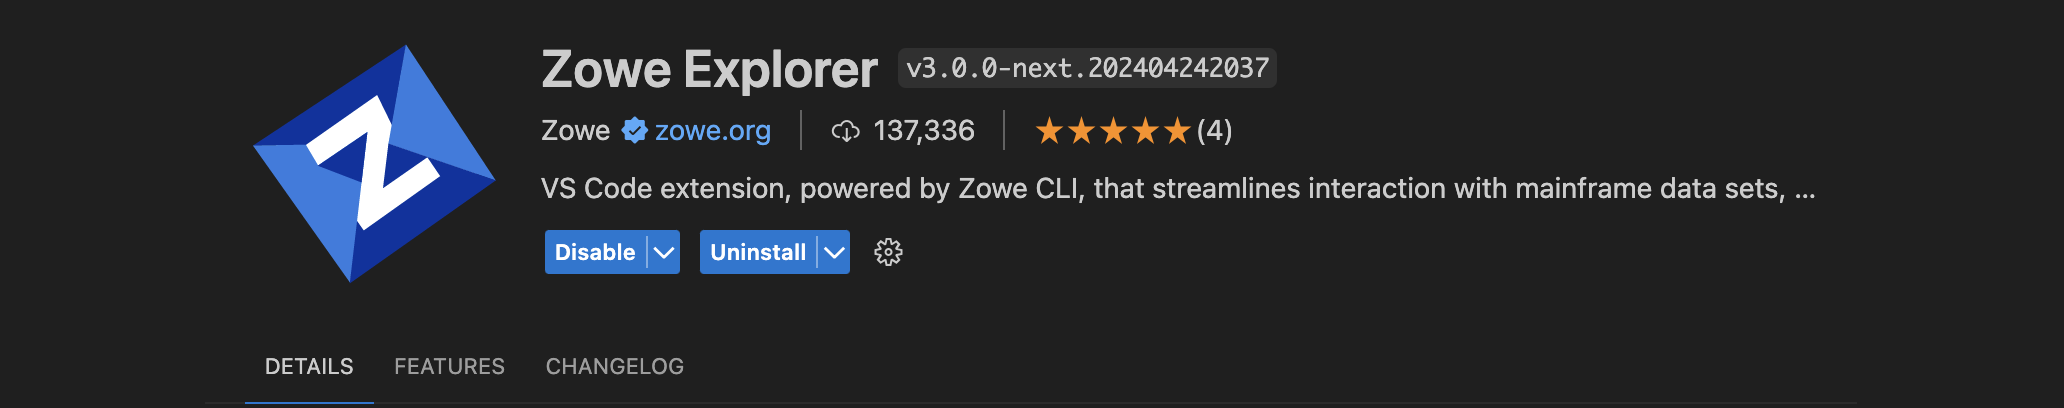 Zowe Explorer v3.0.0-next.202404242037
Zowe zowe.org 137,336 (4)
VS Code extension, powered by Zowe CLI, that streamlines interaction with mainframe data sets, ...
Disable Uninstall
DETAILS FEATURES CHANGELOG